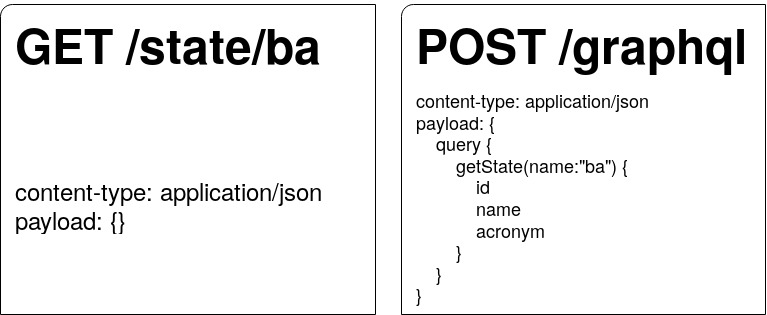 GET /state/ba
content-type: application/json
payload: {}
POST /graphql
content-type: application/json
payload: {
query {
getState(name:"ba") {
id
name
acronym
}
}
}